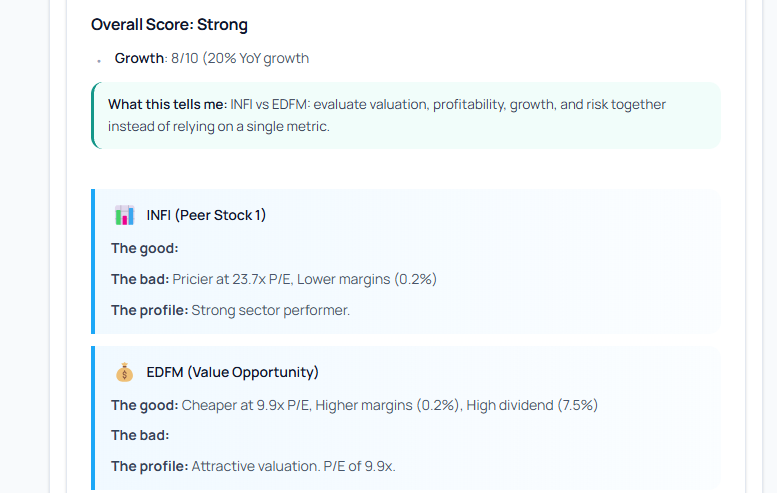 Overall Score: Strong
Growth: 8/10 (20% YoY growth
What this tells me: INFI vs EDFM: evaluate valuation, profitability, growth, and risk together
instead of relying on a single metric.
INFI (Peer Stock 1)
The good:
The bad: Pricier at 23.7x P/E, Lower margins (0.2%)
The profile: Strong sector performer.
EDFM (Value Opportunity)
The good: Cheaper at 9.9x P/E, Higher margins (0.2%), High dividend (7.5%)
The bad:
The profile: Attractive valuation. P/E of 9.9x.